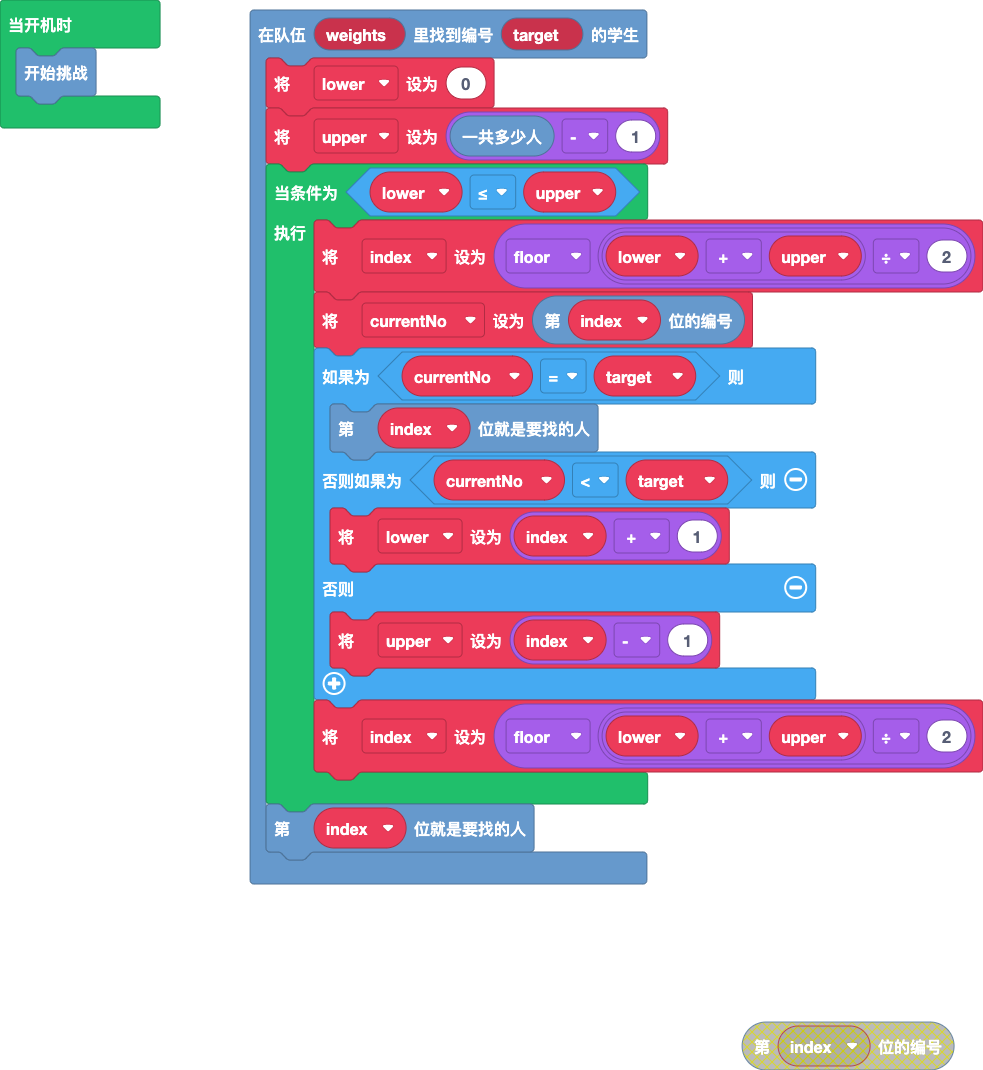 当开机时
开始挑战
在队伍 weights 里找到编号 target 的学生
将 lower 设为 0
将 upper 设为 一共多少人 - 1
当条件为 lower ≤ upper
执行
将 index 设为 floor lower + upper ÷ 2
将 currentNo 设为 第 index 位的编号
如果为 currentNo = target 则
第 index 位就是要找的人
否则如果为 currentNo < target 则
将 lower 设为 index + 1
否则
将 upper 设为 index - 1
将 index 设为 floor lower + upper ÷ 2
第 index 位就是要找的人
第 index 位的编号